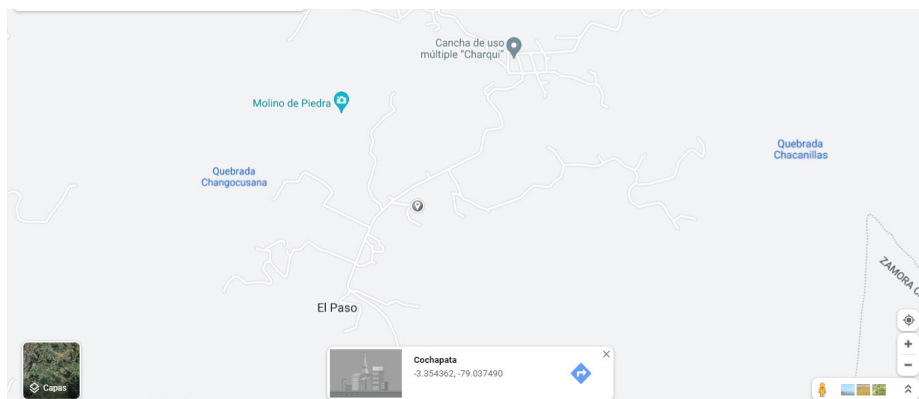 Cancha de uso
múltiple “Charqui”
Molino de Piedra
Quebrada
Chacanillas
Quebrada
Changocusana
ZAMORA C
El Paso
Cochapata
-3.354362, -79.037490
Capas